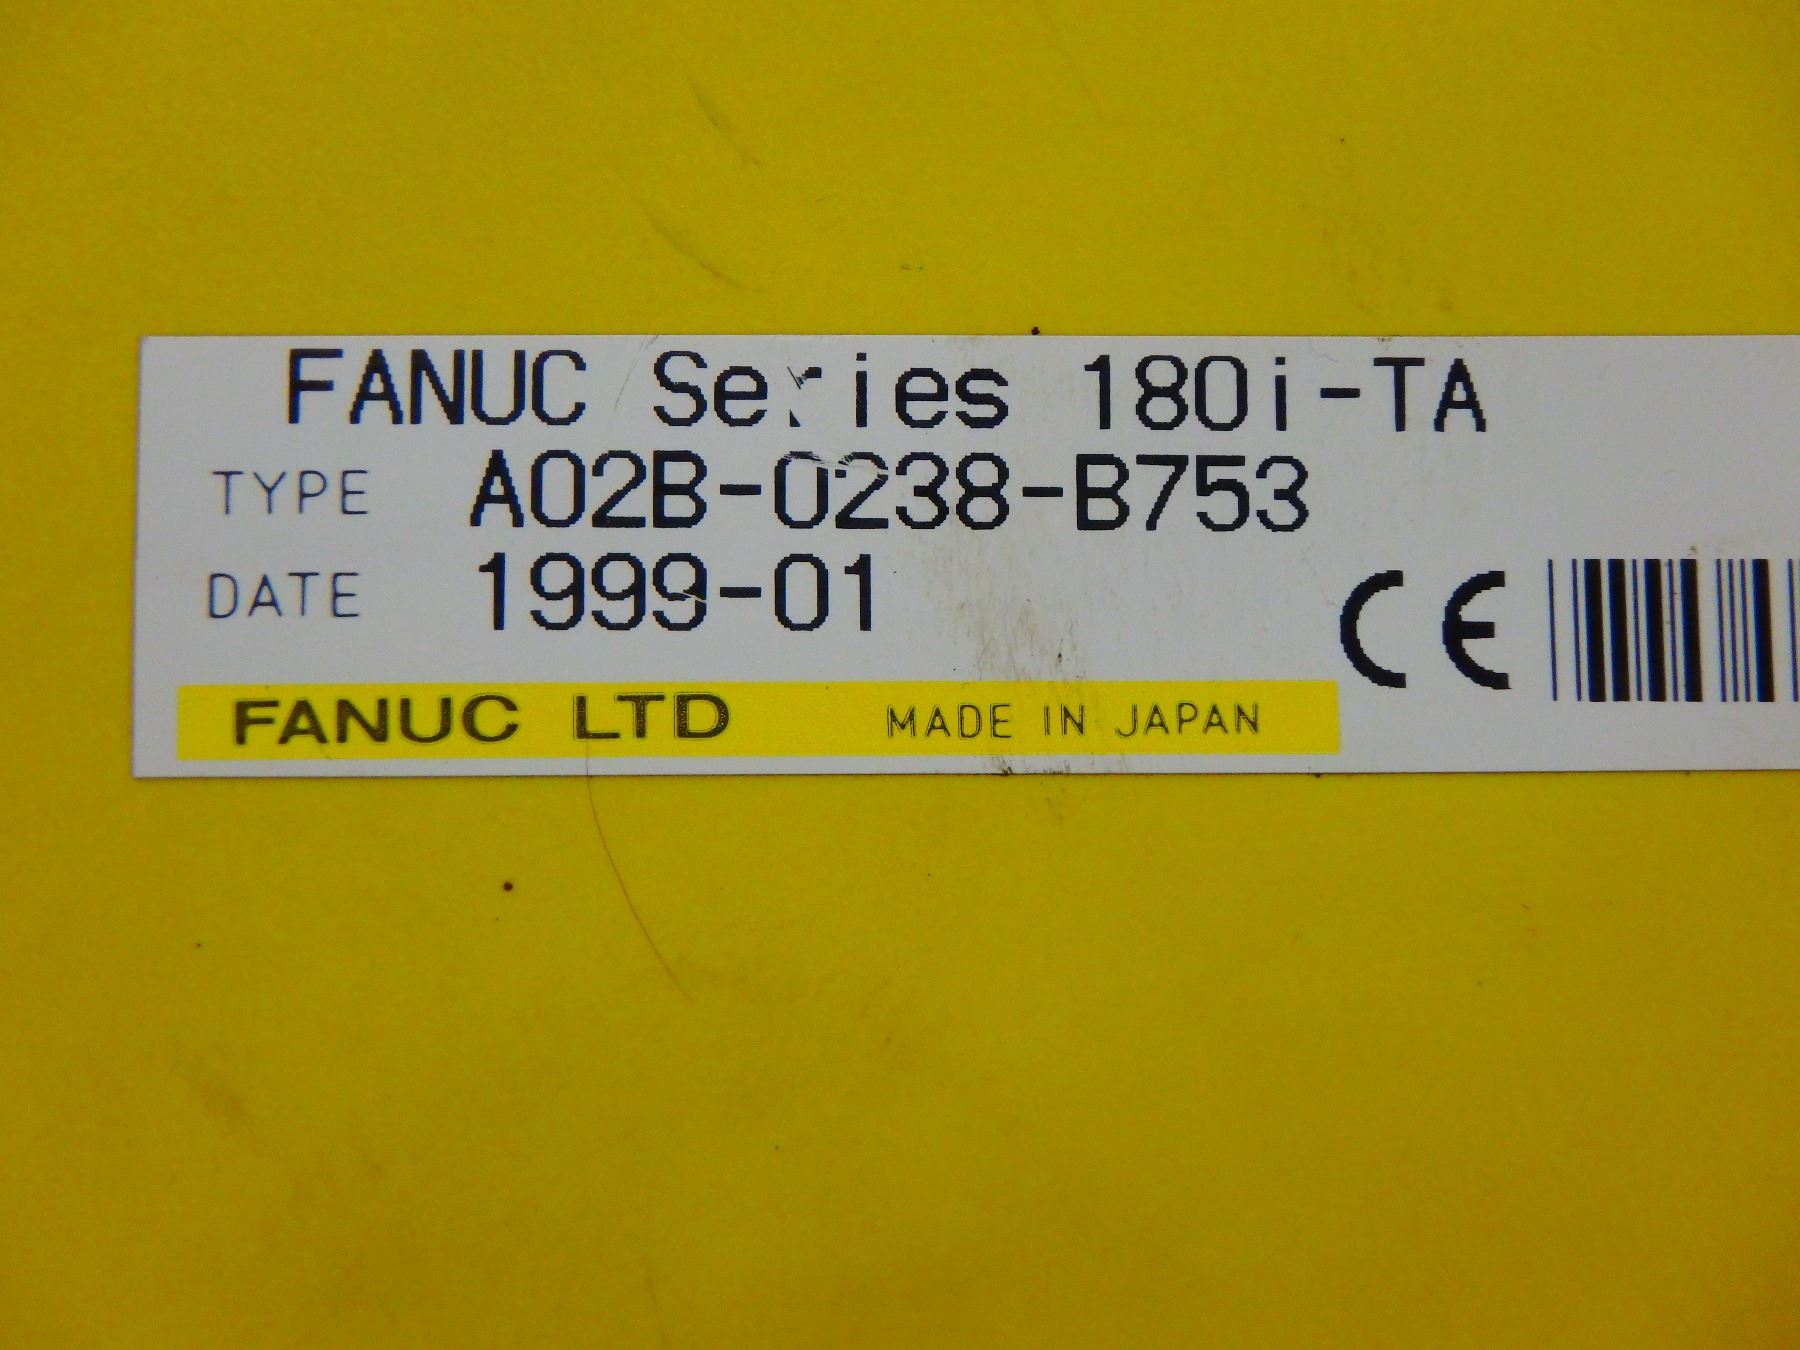 FANUC Series 180i-TA
TYPE A02B-0238-B753
DATE 1999-01
CE
FANUC LTD MADE IN JAPAN